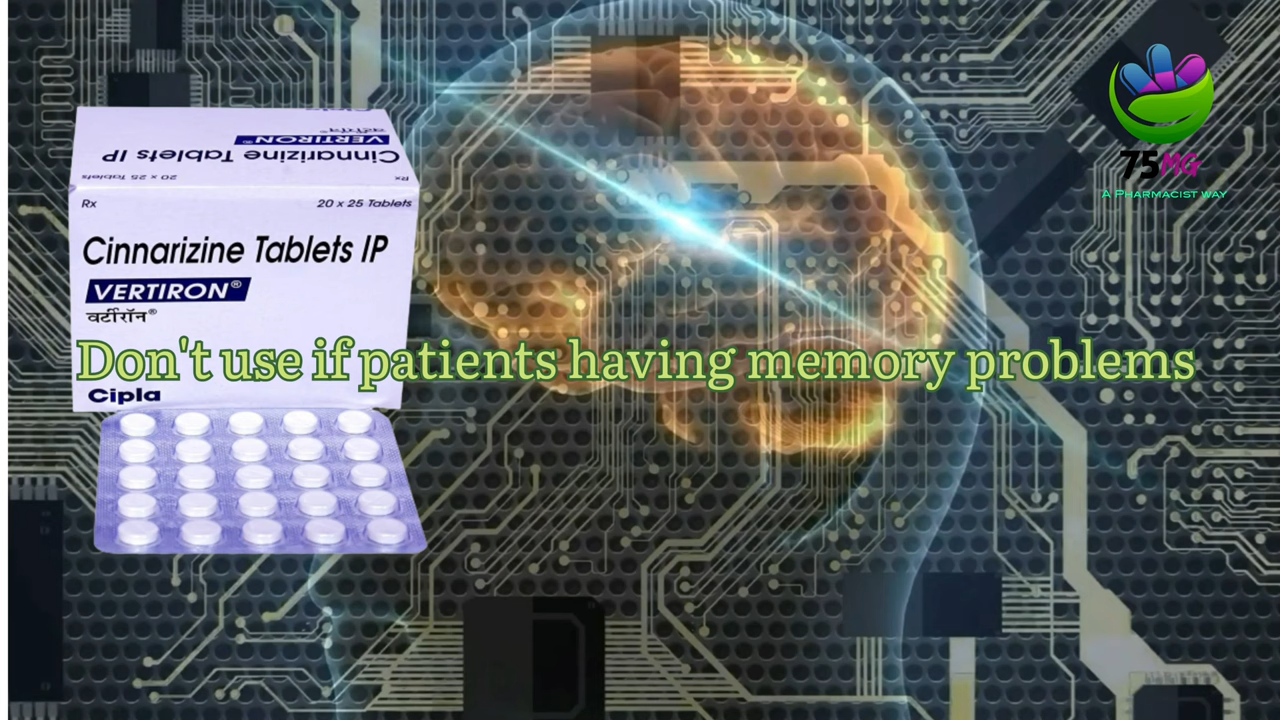 VERTIRON®
Cinnarizine Tablets IP
20 x 25 Tablets
Rx
Rx 20 x 25 Tablets
Cinnarizine Tablets IP
VERTIRON®
वर्टीरॉन®
Cipla
Don't use if patients having memory problems
75MG
A PHARMACIST WAY